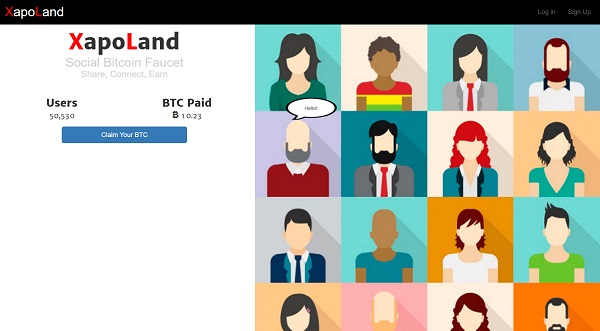 XapoLand
Log in
Sign Up
XapoLand
Social Bitcoin Faucet
Share, Connect, Earn
Users
50,530
BTC Paid
฿ 10.23
Claim Your BTC
Hello!